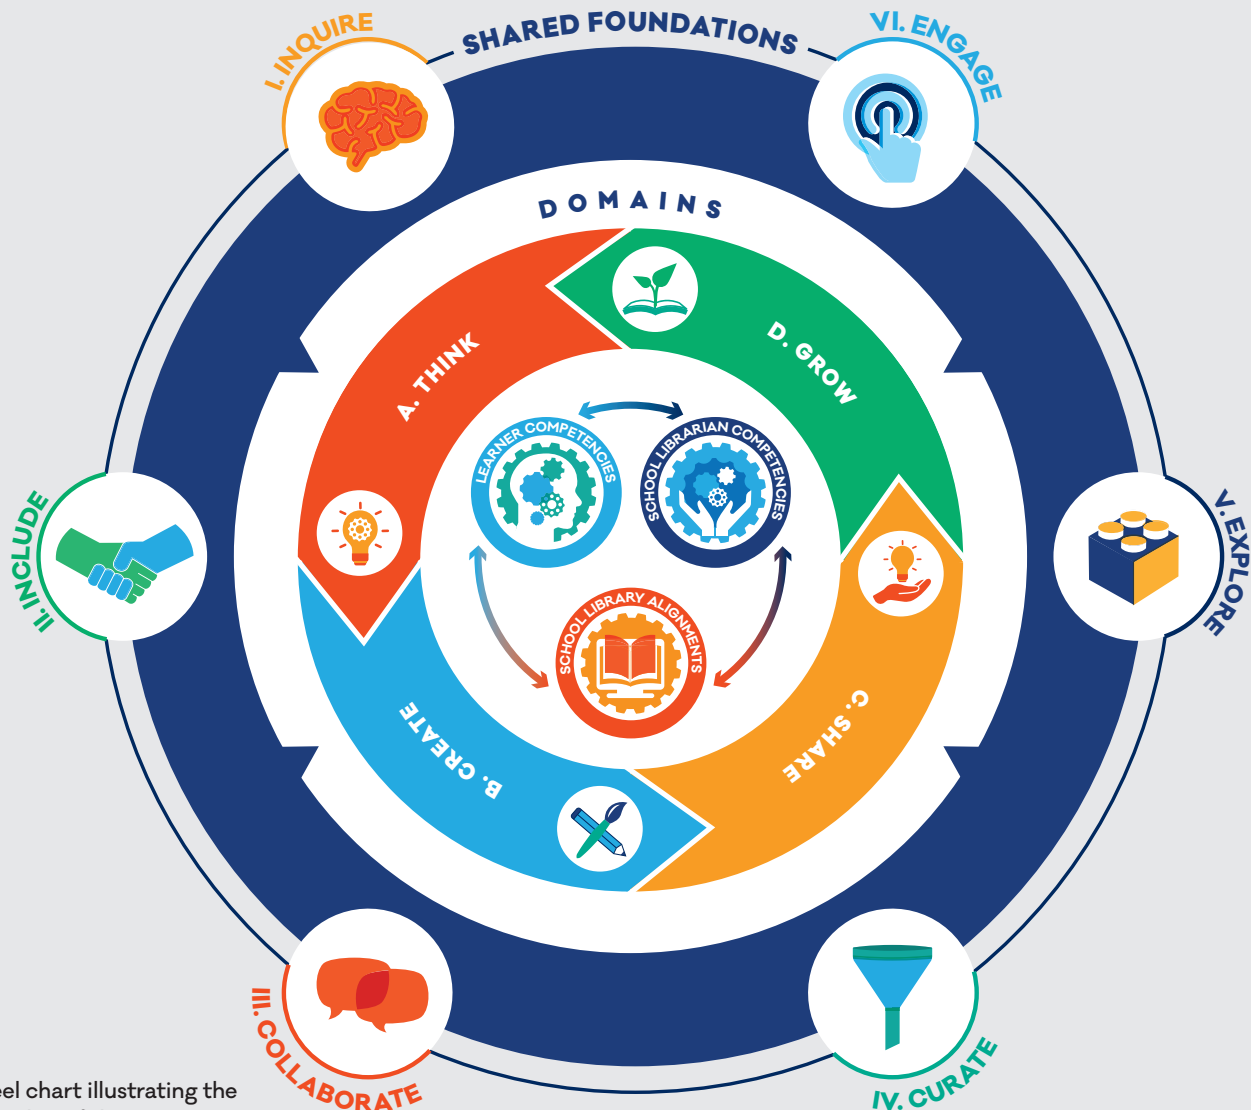 SHARED FOUNDATIONS
I. INQUIRE
VI. ENGAGE
DOMAINS
A. THINK
D. GROW
LEARNER COMPETENCIES
SCHOOL LIBRARIAN COMPETENCIES
II. INCLUDE
V. EXPLORE
SCHOOL LIBRARY ALIGNMENTS
B. CREATE
C. SHARE
III. COLLABORATE
IV. CURATE
chart illustrating the